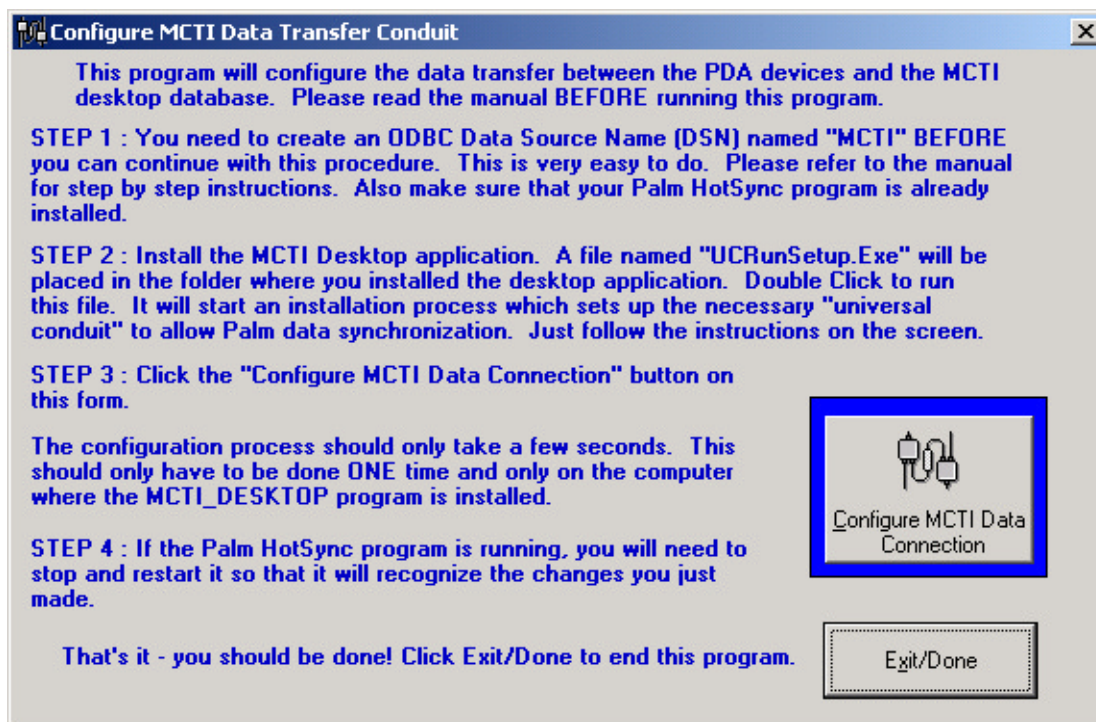 Configure MCTI Data Transfer Conduit
This program will configure the data transfer between the PDA devices and the MCTI
desktop database.  Please read the manual BEFORE running this program.
STEP 1 : You need to create an ODBC Data Source Name (DSN) named "MCTI" BEFORE
you can continue with this procedure.  This is very easy to do.  Please refer to the manual
for step by step instructions.  Also make sure that your Palm HotSync program is already
installed.
STEP 2 : Install the MCTI Desktop application.  A file named "UCRunSetup.Exe" will be
placed in the folder where you installed the desktop application.  Double Click to run
this file.  It will start an installation process which sets up the necessary "universal
conduit" to allow Palm data synchronization.  Just follow the instructions on the screen.
STEP 3 : Click the "Configure MCTI Data Connection" button on
this form.
The configuration process should only take a few seconds.  This
should only have to be done ONE time and only on the computer
where the MCTI_DESKTOP program is installed.
Configure MCTI Data
Connection
STEP 4 : If the Palm HotSync program is running, you will need to
stop and restart it so that it will recognize the changes you just
made.
That's it - you should be done! Click Exit/Done to end this program.
Exit/Done